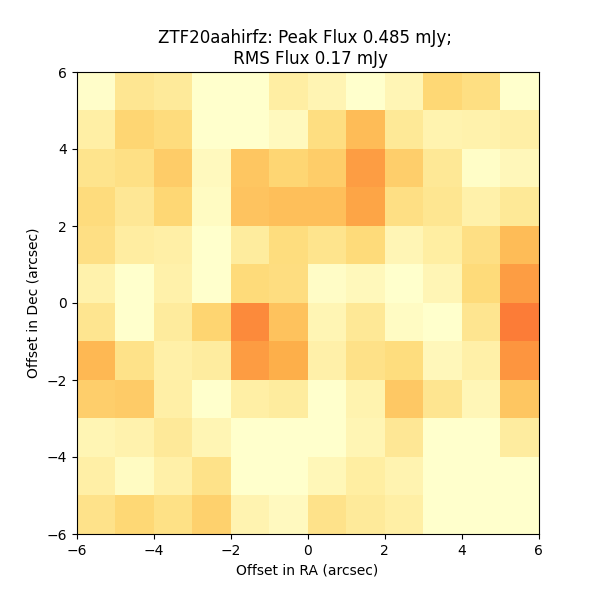 ZTF20aahirfz: Peak Flux 0.485 mJy;
RMS Flux 0.17 mJy
6
4
2
0
−2
−4
−6
Offset in Dec (arcsec)
−6 −4 −2 0 2 4 6
Offset in RA (arcsec)